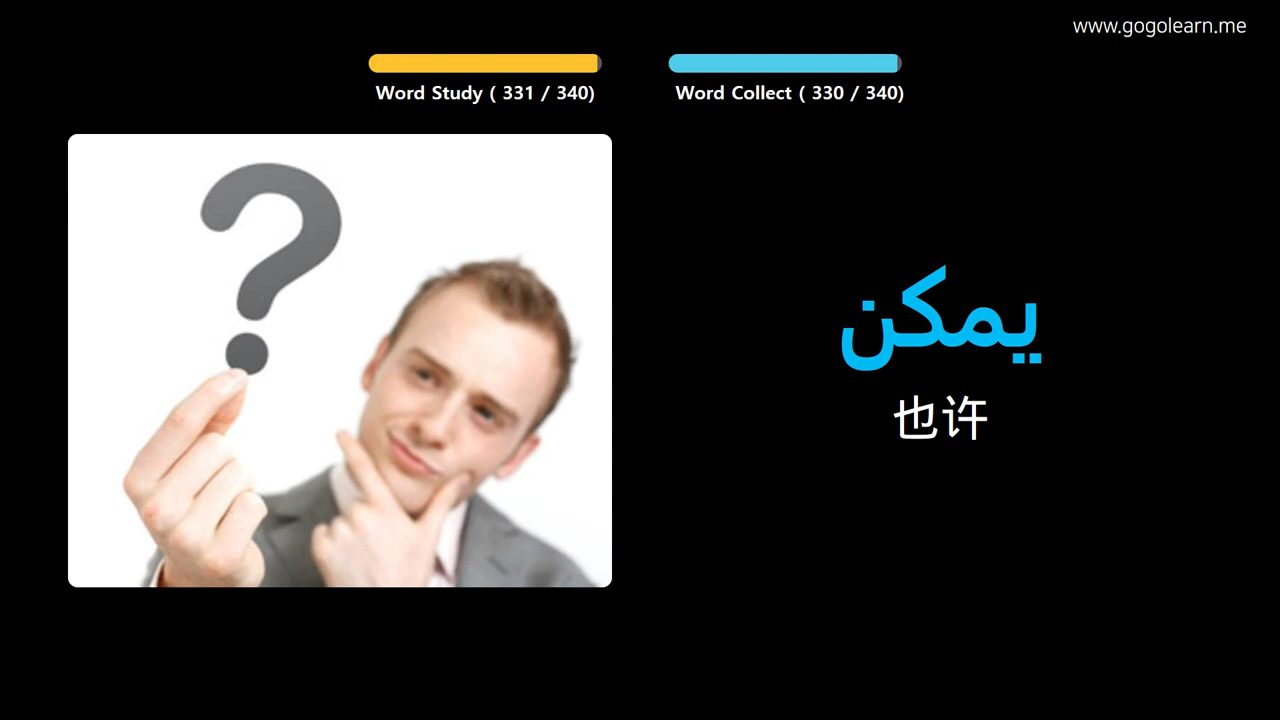 www.gogolearn.me
Word Study ( 331 / 340)
Word Collect ( 330 / 340)
?
يمكن
也许